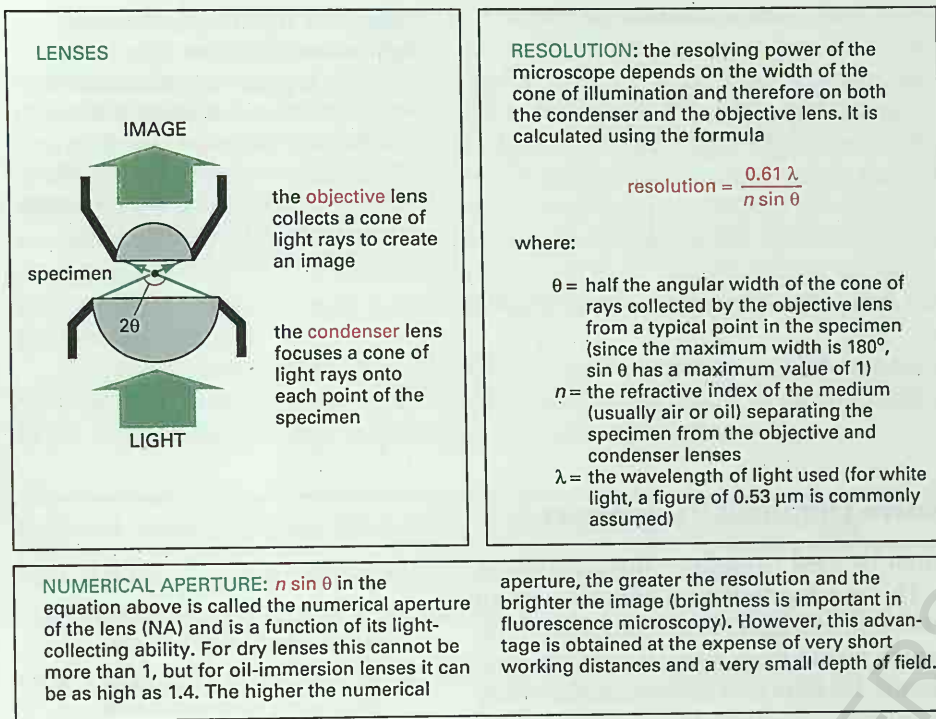 LENSES
IMAGE
the objective lens
collects a cone of
light rays to create
an image
specimen
2θ
the condenser lens
focuses a cone of
light rays onto
each point of the
specimen
LIGHT
RESOLUTION: the resolving power of the
microscope depends on the width of the
cone of illumination and therefore on both
the condenser and the objective lens. It is
calculated using the formula
resolution = 0.61 λ / n sin θ
where:
θ = half the angular width of the cone of
rays collected by the objective lens
from a typical point in the specimen
(since the maximum width is 180°,
sin θ has a maximum value of 1)
n = the refractive index of the medium
(usually air or oil) separating the
specimen from the objective and
condenser lenses
λ = the wavelength of light used (for white
light, a figure of 0.53 μm is commonly
assumed)
NUMERICAL APERTURE: n sin θ in the
equation above is called the numerical aperture
of the lens (NA) and is a function of its light-
collecting ability. For dry lenses this cannot be
more than 1, but for oil-immersion lenses it can
be as high as 1.4. The higher the numerical
aperture, the greater the resolution and the
brighter the image (brightness is important in
fluorescence microscopy). However, this advan-
tage is obtained at the expense of very short
working distances and a very small depth of field.